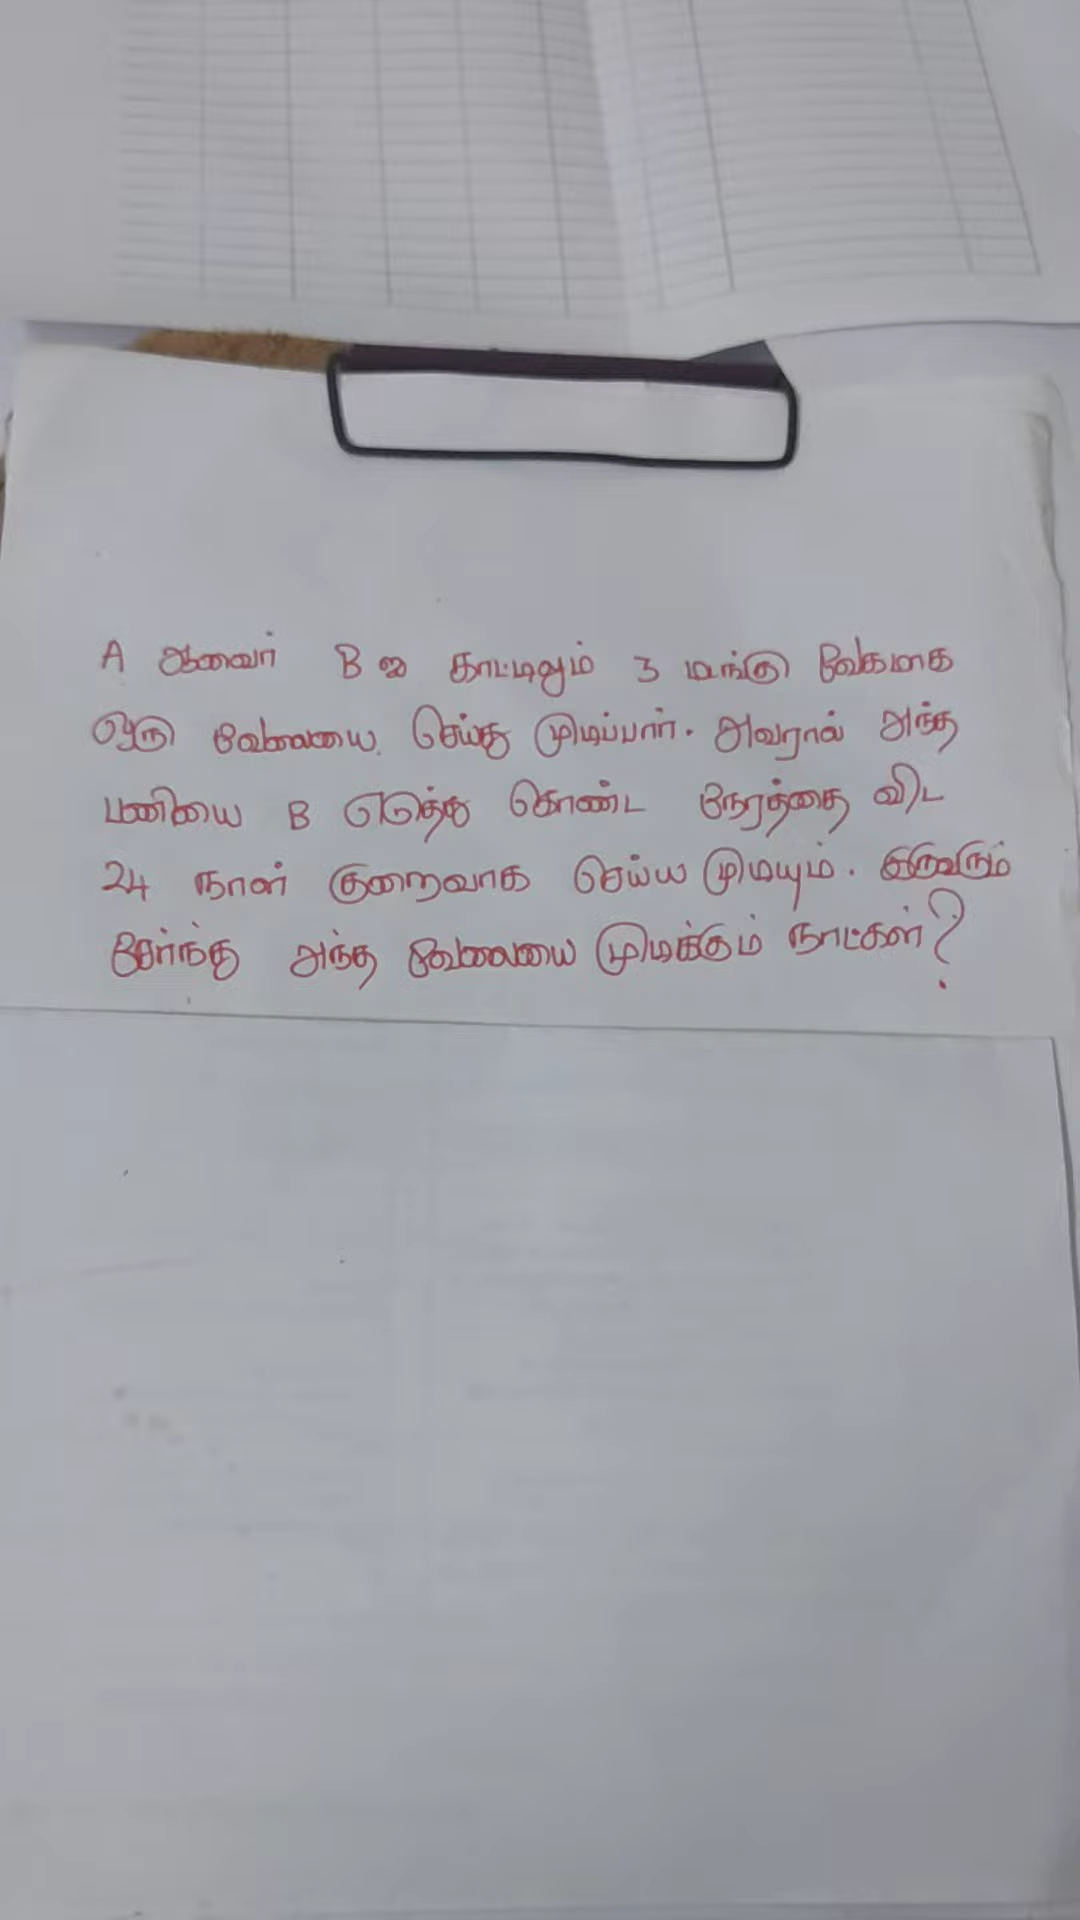 A ஆனவர் B ஐ காட்டிலும் 3 மடங்கு வேகமாக
ஒரு வேலையை செய்து முடிப்பார். அவரால் அந்த
பணியை B எடுத்து கொண்ட நேரத்தை விட
24 நாள் குறைவாக செய்ய முடியும். இருவரும்
சேர்ந்து அந்த வேலையை முடிக்கும் நாட்கள்?